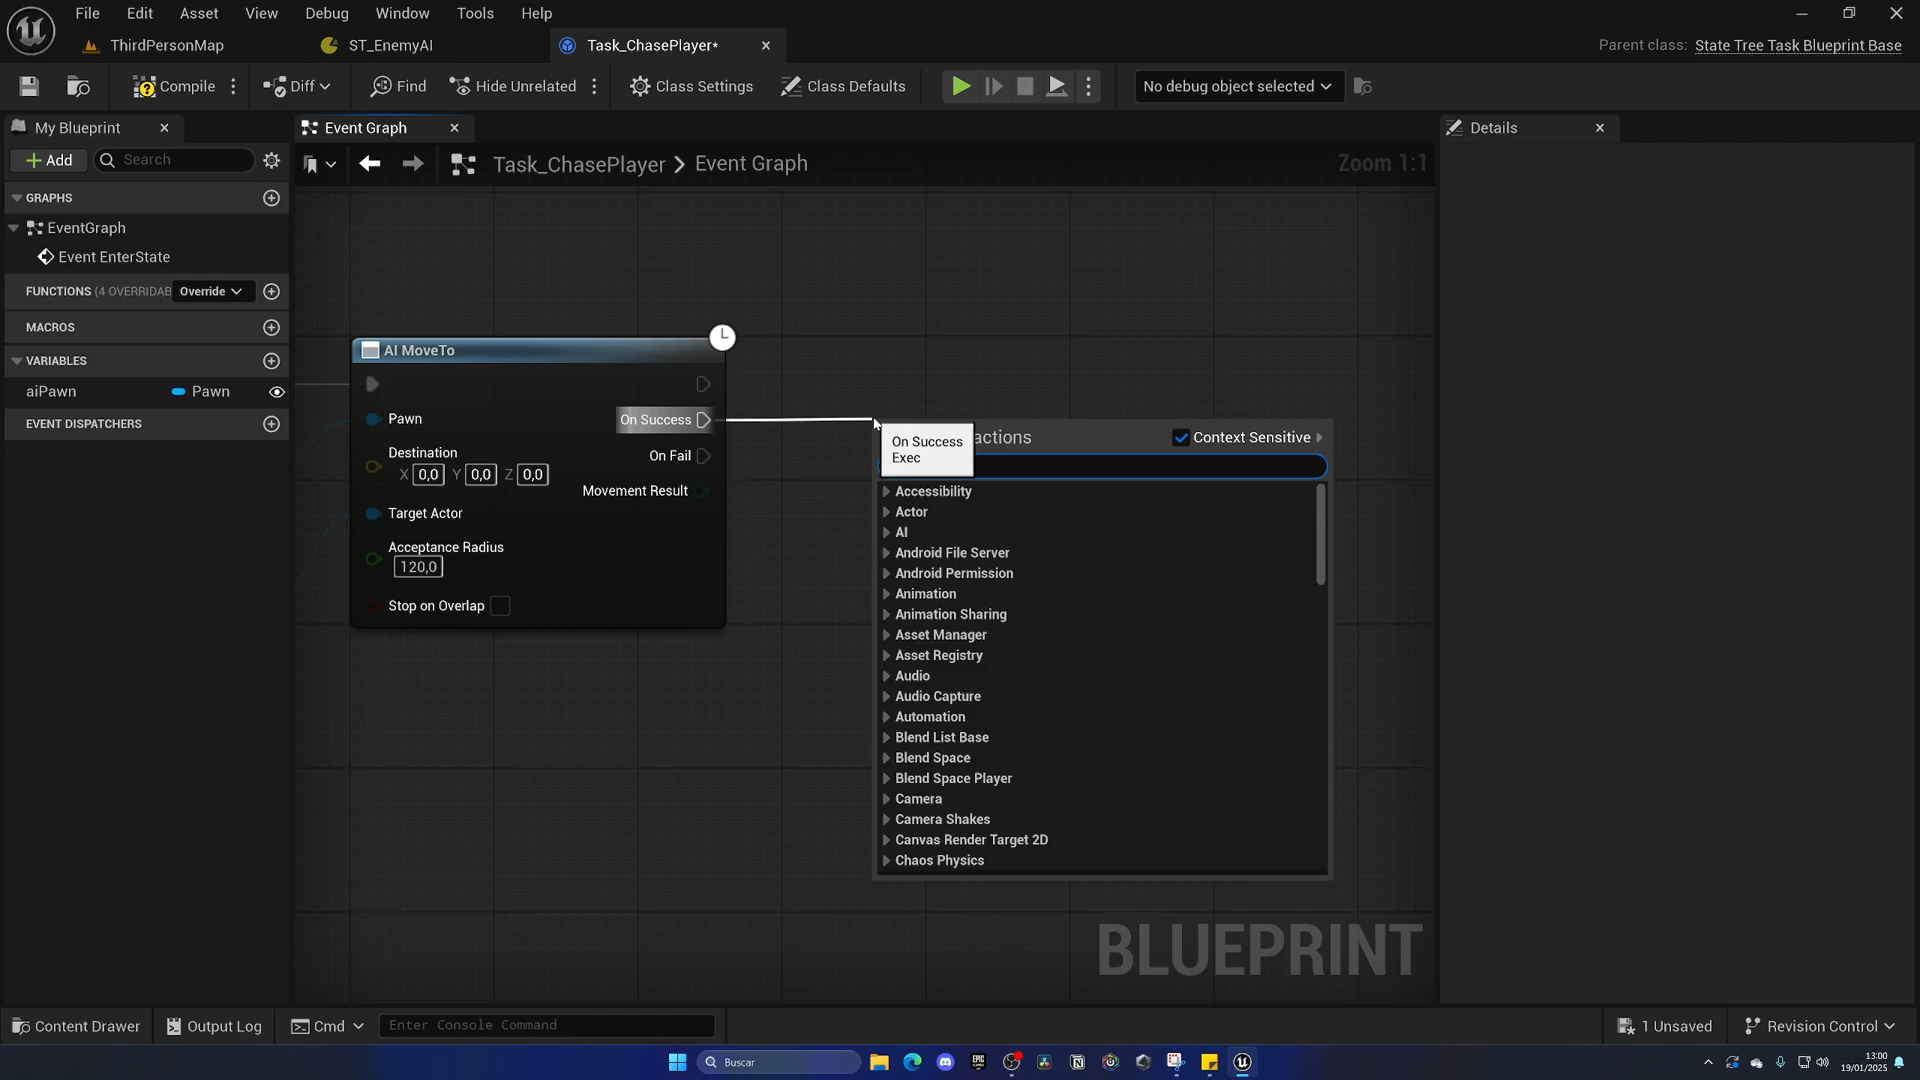 File Edit Asset View Debug Window Tools Help
ThirdPersonMap ST_EnemyAI Task_ChasePlayer* Parent class: State Tree Task Blueprint Base
Compile Diff Find Hide Unrelated Class Settings Class Defaults No debug object selected
My Blueprint Event Graph Details
Add Search Task_ChasePlayer > Event Graph Zoom 1:1
GRAPHS
EventGraph
Event EnterState
FUNCTIONS (4 OVERRIDAB Override
MACROS
VARIABLES
aiPawn Pawn
EVENT DISPATCHERS
AI MoveTo
Pawn On Success
Destination On Fail
X 0,0 Y 0,0 Z 0,0
Movement Result
Target Actor
Acceptance Radius
120,0
Stop on Overlap
actions Context Sensitive
On Success
Exec
Accessibility
Actor
AI
Android File Server
Android Permission
Animation
Animation Sharing
Asset Manager
Asset Registry
Audio
Audio Capture
Automation
Blend List Base
Blend Space
Blend Space Player
Camera
Camera Shakes
Canvas Render Target 2D
Chaos Physics
BLUEPRINT
Content Drawer Output Log Cmd Enter Console Command 1 Unsaved Revision Control
Buscar
13:00
19/01/2025